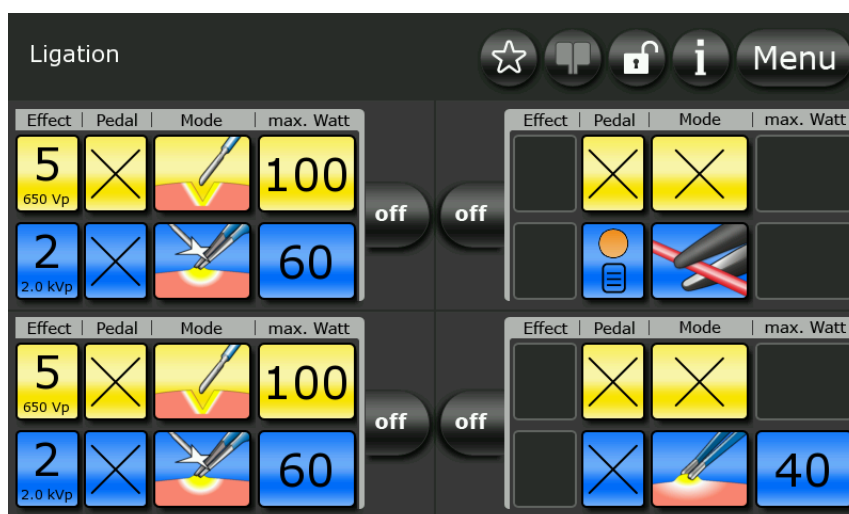 Ligation
i
Menu
Effect | Pedal | Mode | max. Watt
5
650 Vp
100
2
2.0 kVp
60
off
off
Effect | Pedal | Mode | max. Watt
Effect | Pedal | Mode | max. Watt
5
650 Vp
100
2
2.0 kVp
60
off
off
Effect | Pedal | Mode | max. Watt
40